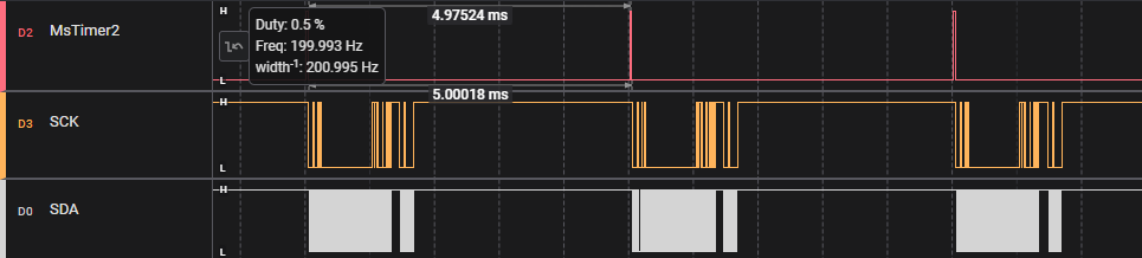 D2 MsTimer2
H
L
Duty: 0.5 %
Freq: 199.993 Hz
width-1: 200.995 Hz
4.97524 ms
5.00018 ms
D3 SCK
H
L
D0 SDA
H
L